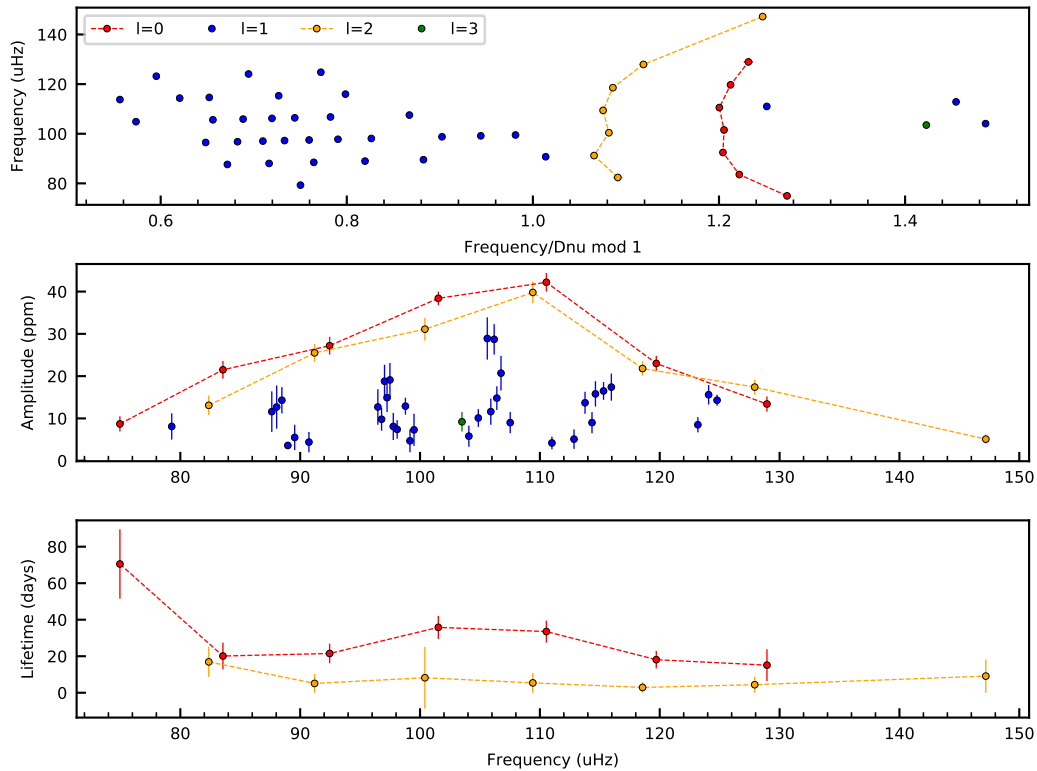 l=0 l=1 l=2 l=3
Frequency (uHz)
140
120
100
80
0.6 0.8 1.0 1.2 1.4
Frequency/Dnu mod 1
Amplitude (ppm)
40
30
20
10
0
80 90 100 110 120 130 140 150
Lifetime (days)
80
60
40
20
0
80 90 100 110 120 130 140 150
Frequency (uHz)